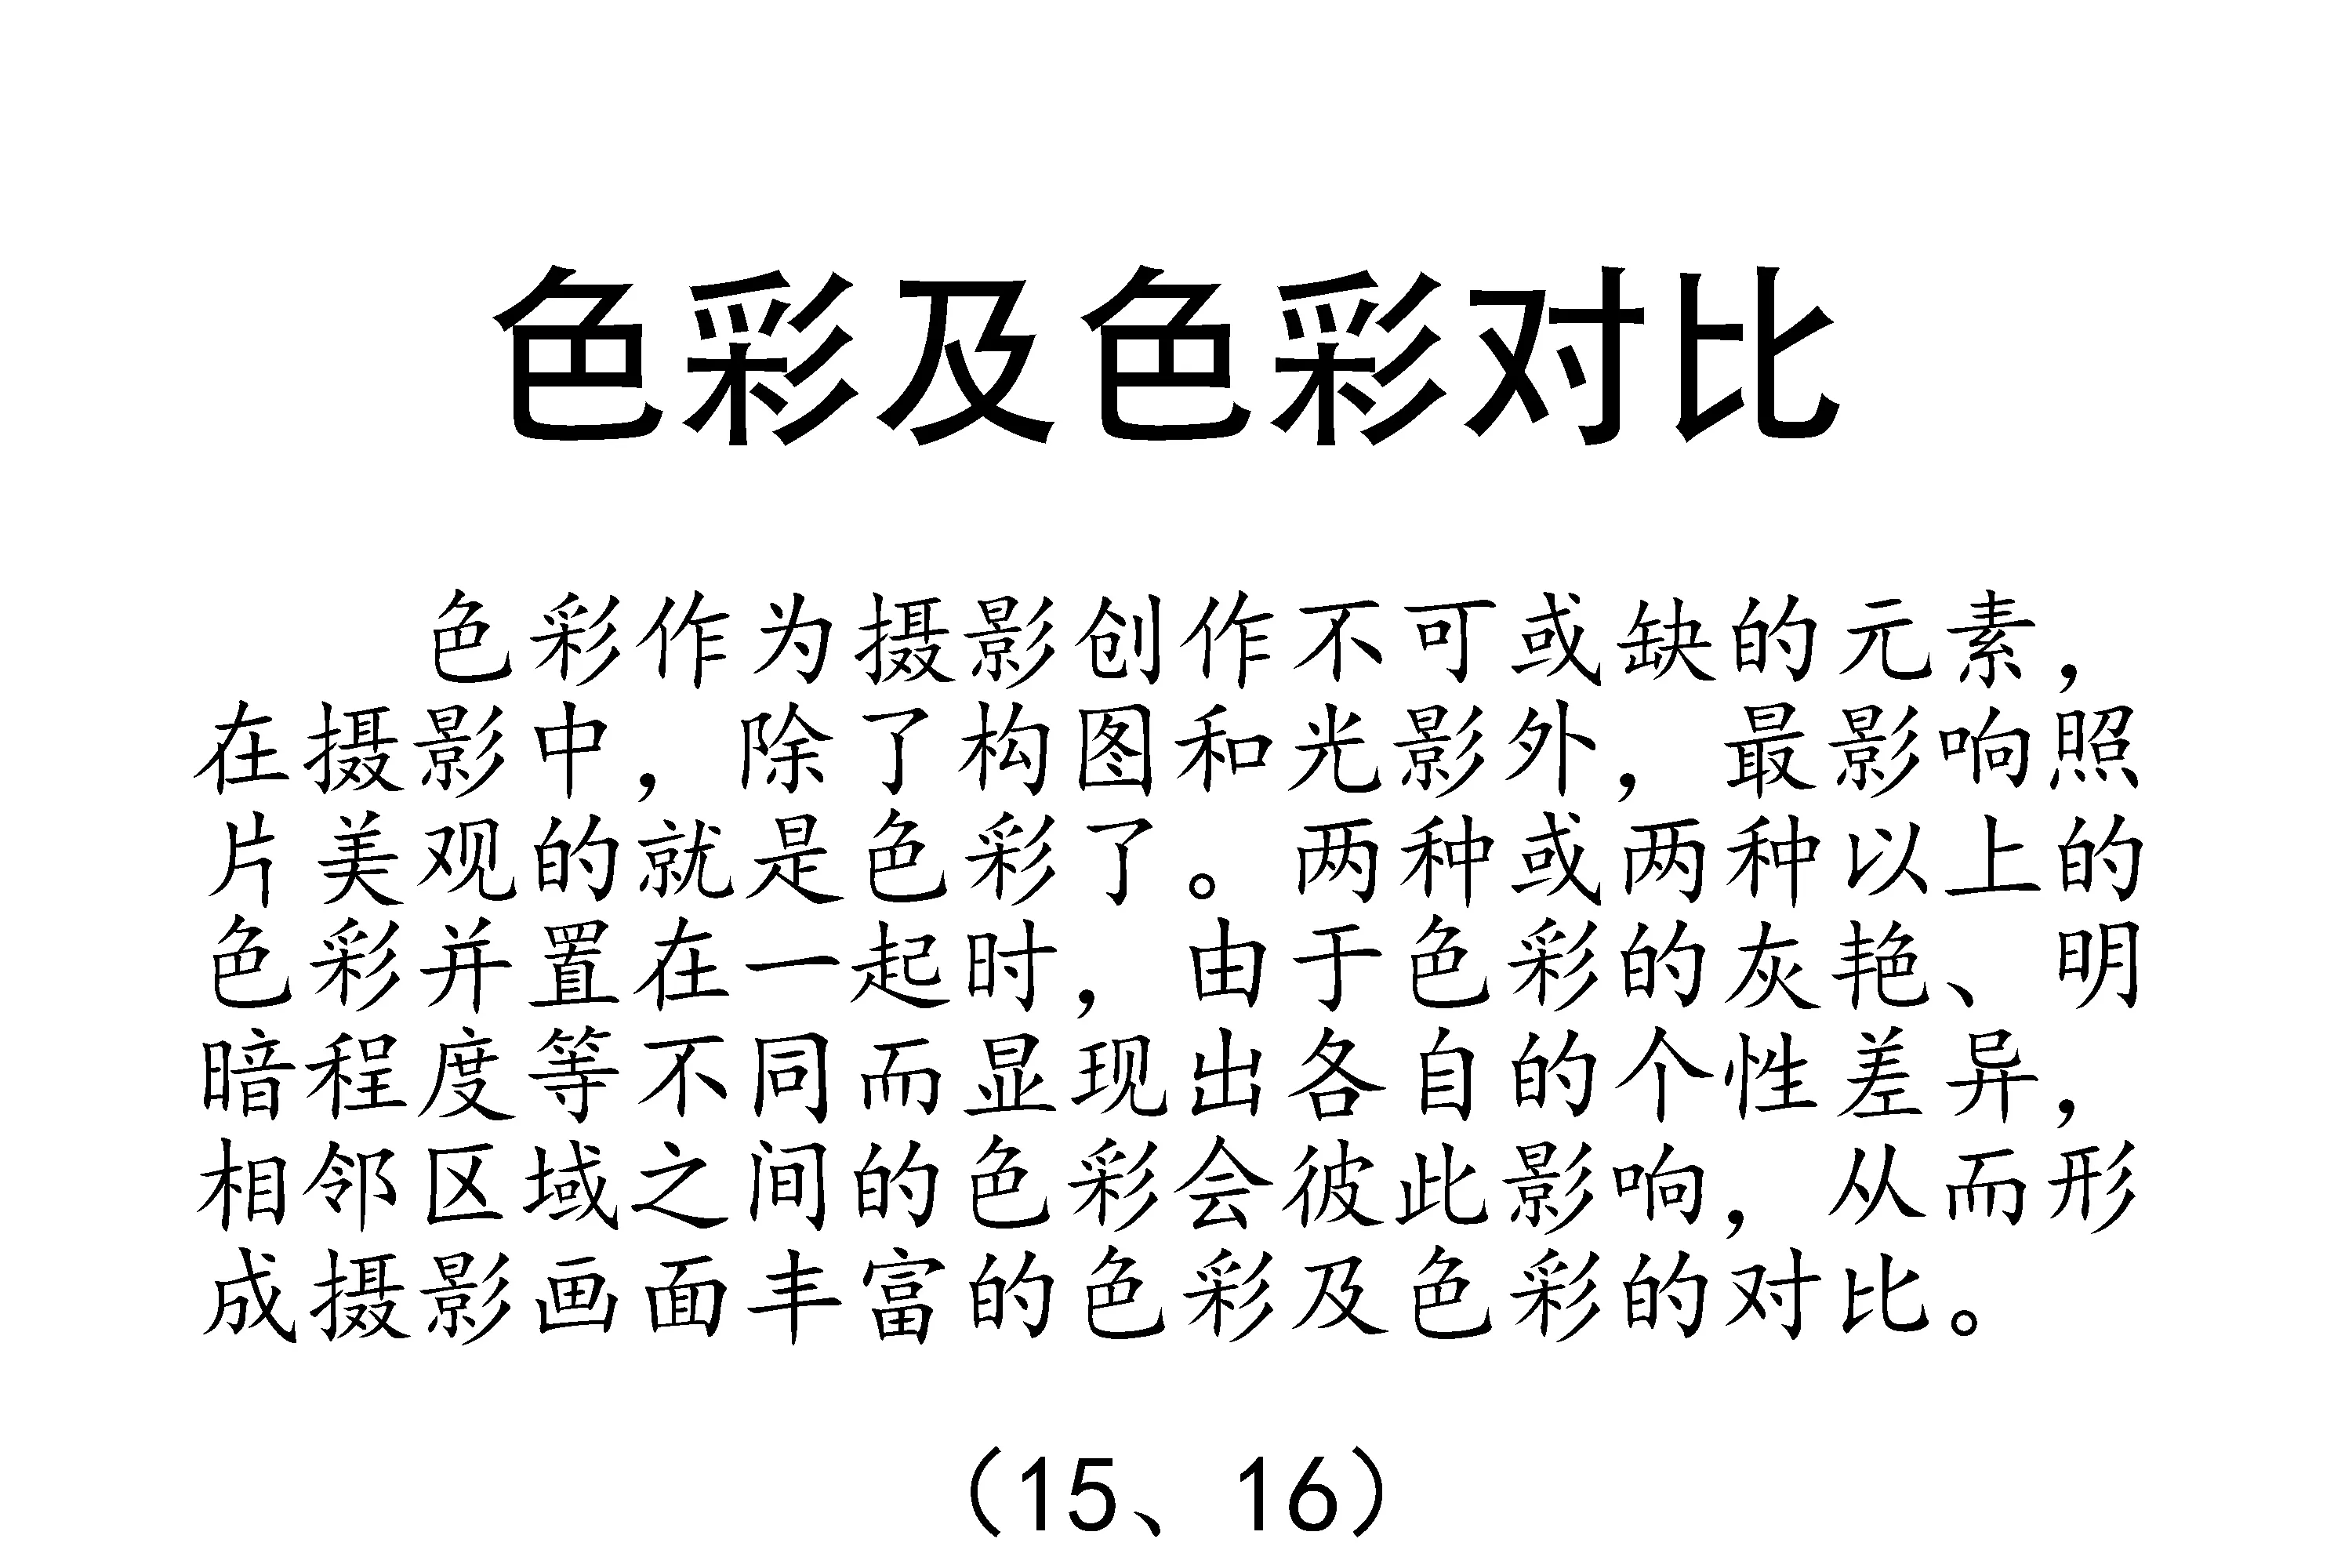 色彩及色彩对比
色彩作为摄影创作不可或缺的元素，
在摄影中，除了构图和光影外，最影响照
片美观的就是色彩了。两种或两种以上的
色彩并置在一起时，由于色彩的灰艳、明
暗程度等不同而显现出各自的个性差异，
相邻区域之间的色彩会彼此影响，从而形
成摄影画面丰富的色彩及色彩的对比。
（15、16）